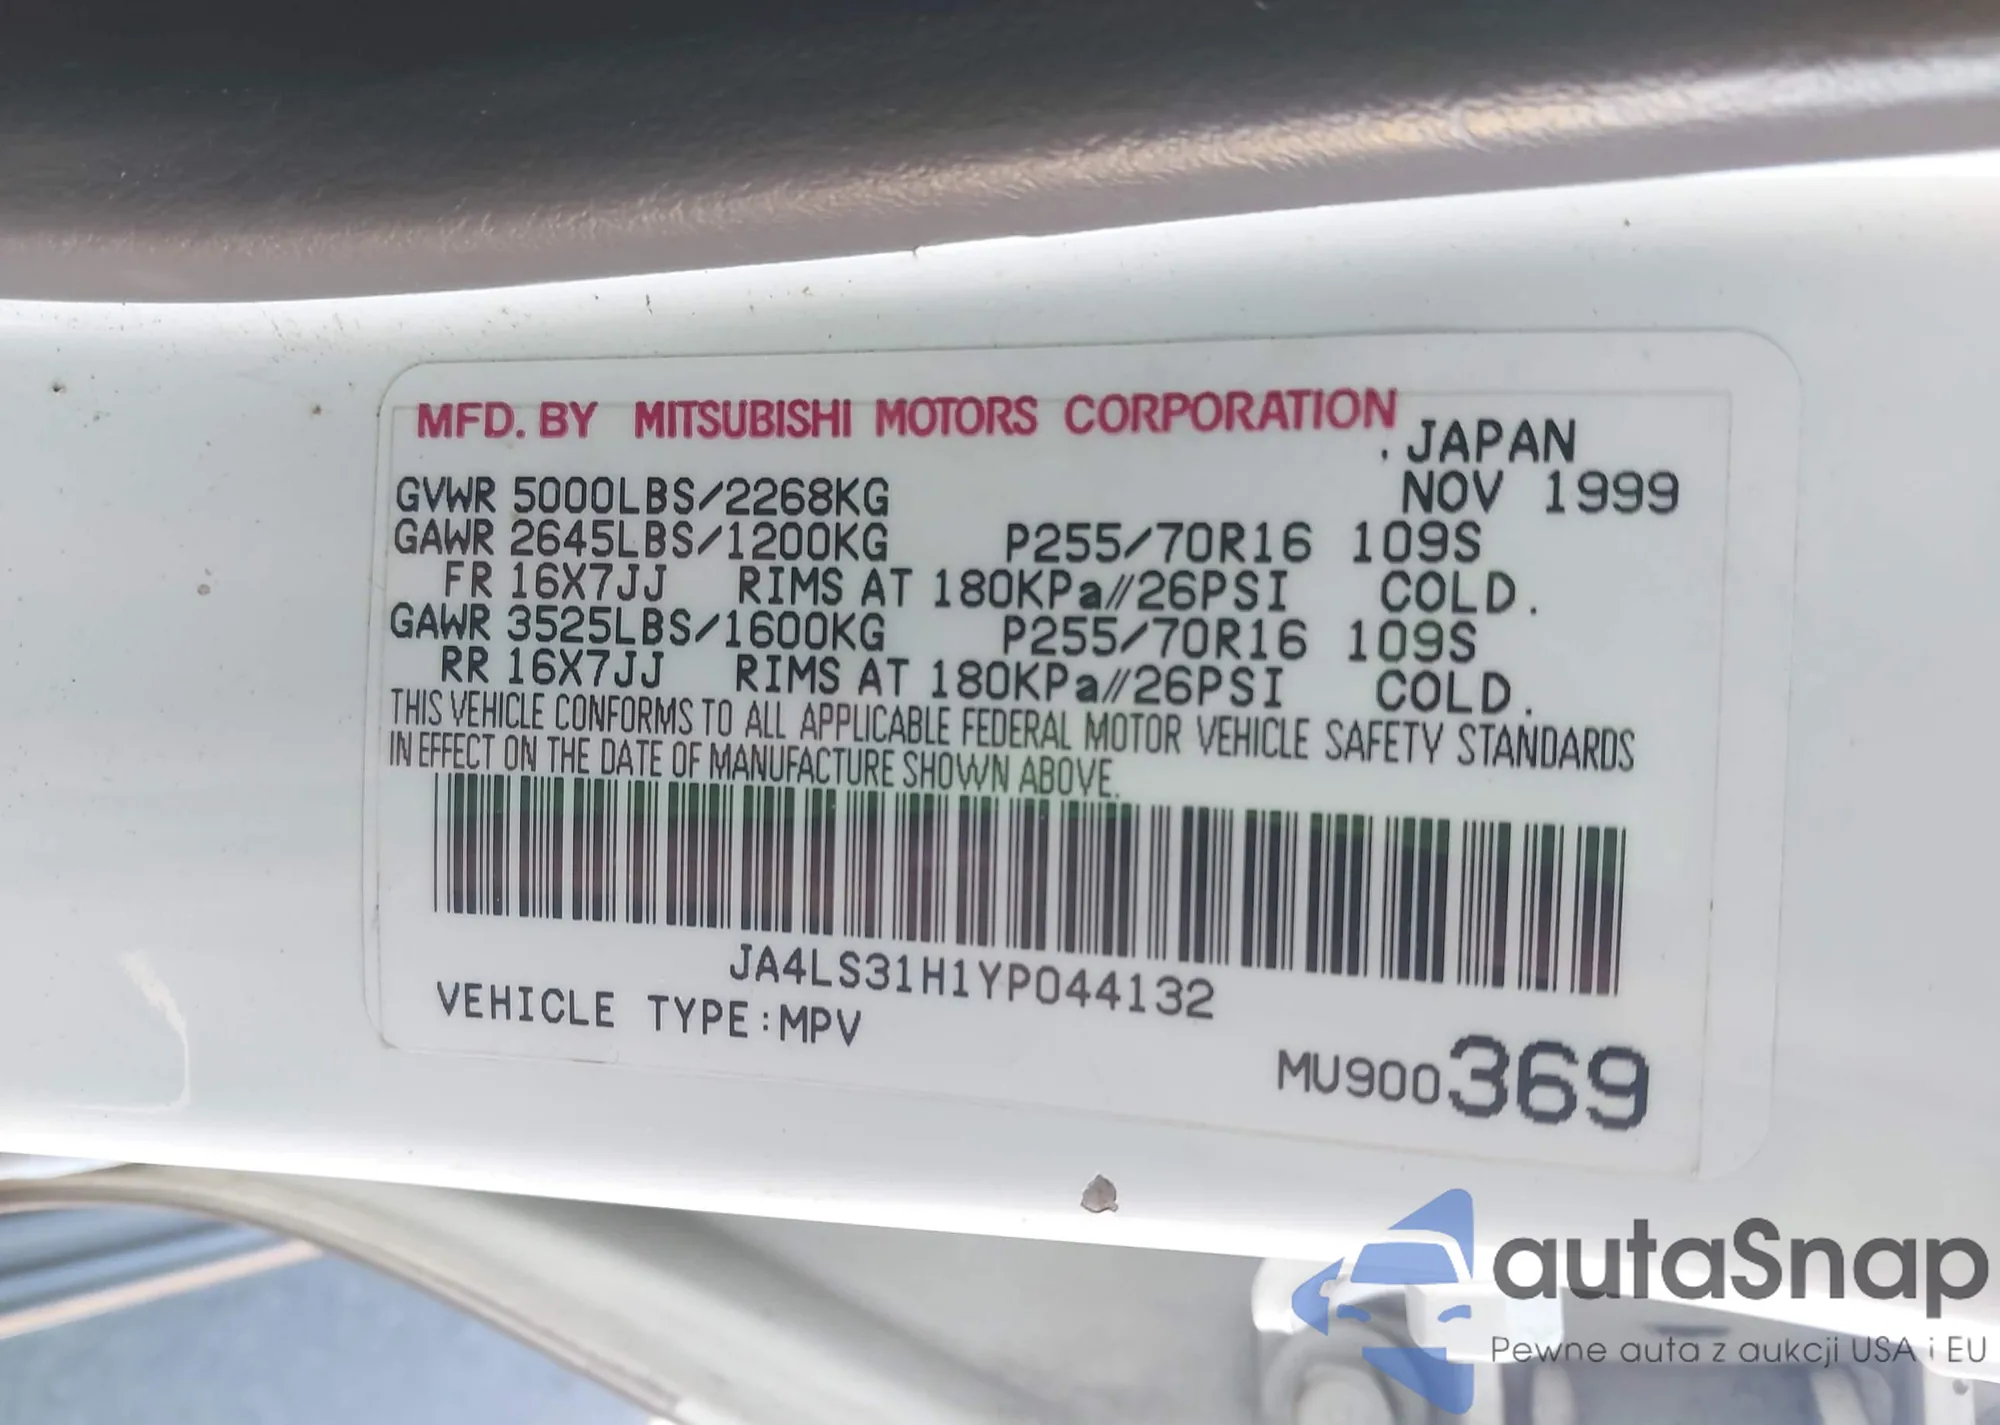 MFD. BY MITSUBISHI MOTORS CORPORATION
. JAPAN
GVWR 5000LBS/2268KG NOV 1999
GAWR 2645LBS/1200KG P255/70R16 109S
FR 16X7JJ RIMS AT 180KPa//26PSI COLD.
GAWR 3525LBS/1600KG P255/70R16 109S
RR 16X7JJ RIMS AT 180KPa//26PSI COLD.
THIS VEHICLE CONFORMS TO ALL APPLICABLE FEDERAL MOTOR VEHICLE SAFETY STANDARDS
IN EFFECT ON THE DATE OF MANUFACTURE SHOWN ABOVE.
JA4LS31H1YP044132
VEHICLE TYPE:MPV
MU900369
autaSnap
Pewne auta z aukcji USA i EU